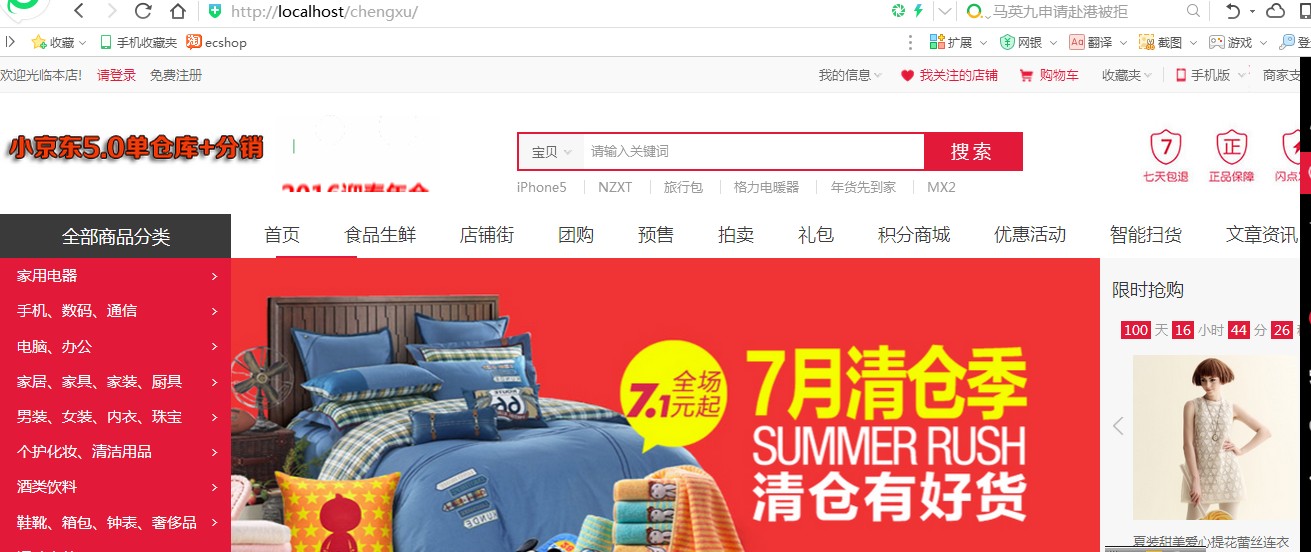 http://localhost/chengxu/ 马英九申请赴港被拒
收藏 手机收藏夹 ecshop 扩展 网银 翻译 截图 游戏 登
欢迎光临本店! 请登录 免费注册 我的信息 我关注的店铺 购物车 收藏夹 手机版 商家支
小京东5.0单仓库+分销
宝贝 请输入关键词 搜索
iPhone5 NZXT 旅行包 格力电暖器 年货先到家 MX2
七天包退 正品保障
全部商品分类 首页 食品生鲜 店铺街 团购 预售 拍卖 礼包 积分商城 优惠活动 智能扫货 文章资讯
家用电器
手机、数码、通信
电脑、办公
家居、家具、家装、厨具
男装、女装、内衣、珠宝
个护化妆、清洁用品
酒类饮料
鞋靴、箱包、钟表、奢侈品
7.1 全场元起
7月清仓季
SUMMER RUSH
清仓有好货
限时抢购
100 天 16 小时 44 分 26
夏装甜美爱心提花蕾丝连衣